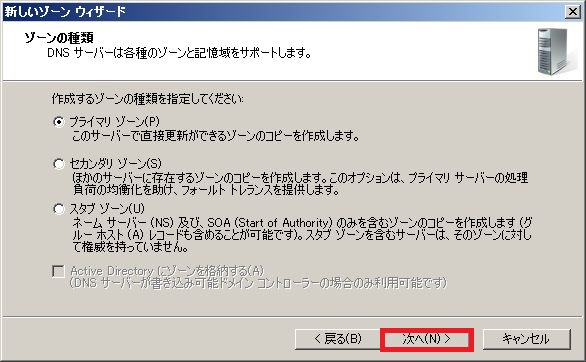 新しいゾーン ウィザード
ゾーンの種類
DNS サーバーは各種のゾーンと記憶域をサポートします。
作成するゾーンの種類を指定してください:
プライマリ ゾーン(P)
このサーバーで直接更新ができるゾーンのコピーを作成します。
セカンダリ ゾーン(S)
ほかのサーバーに存在するゾーンのコピーを作成します。このオプションは、プライマリ サーバーの処理
負荷の均衡化を助け、フォールト トレランスを提供します。
スタブ ゾーン(U)
ネーム サーバー (NS) 及び、SOA (Start of Authority) のみを含むゾーンのコピーを作成します (グ
ルー ホスト (A) レコードも含めることが可能です)。スタブ ゾーンを含むサーバーは、そのゾーンに対し
て権威を持っていません。
Active Directory にゾーンを格納する(A)
(DNS サーバーが書き込み可能ドメイン コントローラーの場合のみ利用可能です)
< 戻る(B)
次へ(N) >
キャンセル